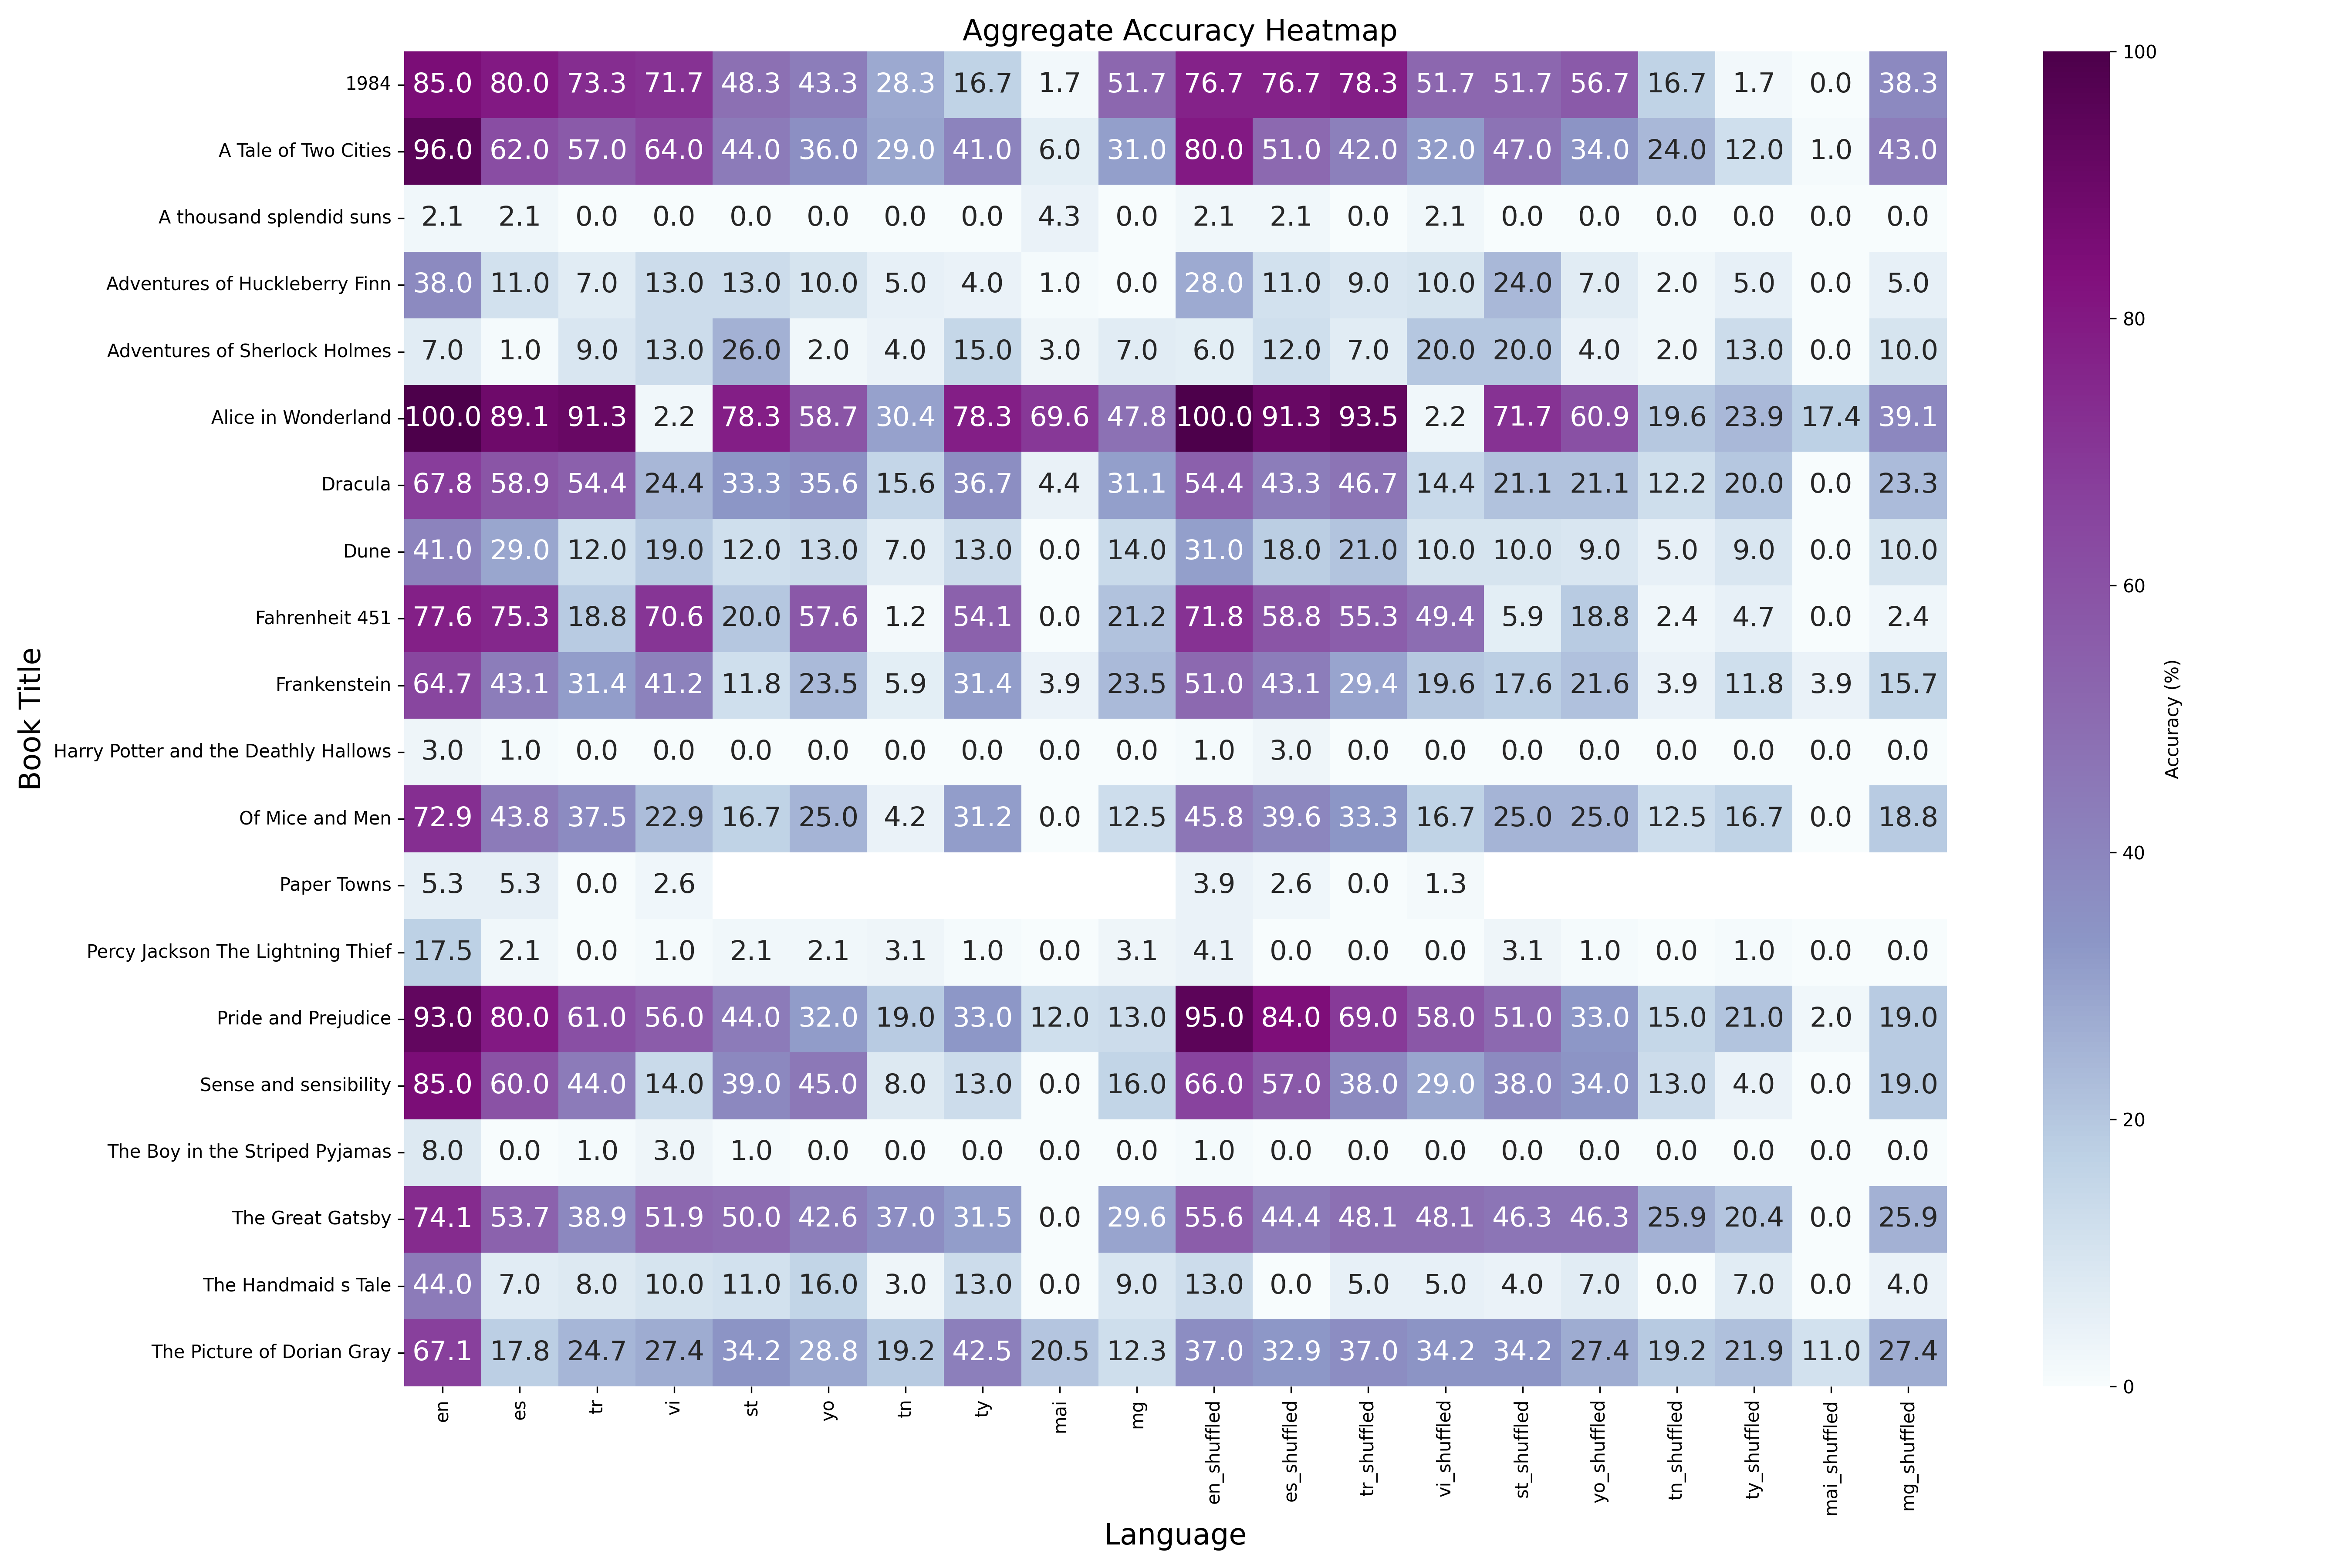 Aggregate Accuracy Heatmap
Book Title
1984 85.0 80.0 73.3 71.7 48.3 43.3 28.3 16.7 1.7 51.7 76.7 76.7 78.3 51.7 51.7 56.7 16.7 1.7 0.0 38.3
A Tale of Two Cities 96.0 62.0 57.0 64.0 44.0 36.0 29.0 41.0 6.0 31.0 80.0 51.0 42.0 32.0 47.0 34.0 24.0 12.0 1.0 43.0
A thousand splendid suns 2.1 2.1 0.0 0.0 0.0 0.0 0.0 0.0 4.3 0.0 2.1 2.1 0.0 2.1 0.0 0.0 0.0 0.0 0.0 0.0
Adventures of Huckleberry Finn 38.0 11.0 7.0 13.0 13.0 10.0 5.0 4.0 1.0 0.0 28.0 11.0 9.0 10.0 24.0 7.0 2.0 5.0 0.0 5.0
Adventures of Sherlock Holmes 7.0 1.0 9.0 13.0 26.0 2.0 4.0 15.0 3.0 7.0 6.0 12.0 7.0 20.0 20.0 4.0 2.0 13.0 0.0 10.0
Alice in Wonderland 100.0 89.1 91.3 2.2 78.3 58.7 30.4 78.3 69.6 47.8 100.0 91.3 93.5 2.2 71.7 60.9 19.6 23.9 17.4 39.1
Dracula 67.8 58.9 54.4 24.4 33.3 35.6 15.6 36.7 4.4 31.1 54.4 43.3 46.7 14.4 21.1 21.1 12.2 20.0 0.0 23.3
Dune 41.0 29.0 12.0 19.0 12.0 13.0 7.0 13.0 0.0 14.0 31.0 18.0 21.0 10.0 10.0 9.0 5.0 9.0 0.0 10.0
Fahrenheit 451 77.6 75.3 18.8 70.6 20.0 57.6 1.2 54.1 0.0 21.2 71.8 58.8 55.3 49.4 5.9 18.8 2.4 4.7 0.0 2.4
Frankenstein 64.7 43.1 31.4 41.2 11.8 23.5 5.9 31.4 3.9 23.5 51.0 43.1 29.4 19.6 17.6 21.6 3.9 11.8 3.9 15.7
Harry Potter and the Deathly Hallows 3.0 1.0 0.0 0.0 0.0 0.0 0.0 0.0 0.0 0.0 1.0 3.0 0.0 0.0 0.0 0.0 0.0 0.0 0.0 0.0
Of Mice and Men 72.9 43.8 37.5 22.9 16.7 25.0 4.2 31.2 0.0 12.5 45.8 39.6 33.3 16.7 25.0 25.0 12.5 16.7 0.0 18.8
Paper Towns 5.3 5.3 0.0 2.6 3.9 2.6 0.0 1.3
Percy Jackson The Lightning Thief 17.5 2.1 0.0 1.0 2.1 2.1 3.1 1.0 0.0 3.1 4.1 0.0 0.0 0.0 3.1 1.0 0.0 1.0 0.0 0.0
Pride and Prejudice 93.0 80.0 61.0 56.0 44.0 32.0 19.0 33.0 12.0 13.0 95.0 84.0 69.0 58.0 51.0 33.0 15.0 21.0 2.0 19.0
Sense and sensibility 85.0 60.0 44.0 14.0 39.0 45.0 8.0 13.0 0.0 16.0 66.0 57.0 38.0 29.0 38.0 34.0 13.0 4.0 0.0 19.0
The Boy in the Striped Pyjamas 8.0 0.0 1.0 3.0 1.0 0.0 0.0 0.0 0.0 0.0 1.0 0.0 0.0 0.0 0.0 0.0 0.0 0.0 0.0 0.0
The Great Gatsby 74.1 53.7 38.9 51.9 50.0 42.6 37.0 31.5 0.0 29.6 55.6 44.4 48.1 48.1 46.3 46.3 25.9 20.4 0.0 25.9
The Handmaid s Tale 44.0 7.0 8.0 10.0 11.0 16.0 3.0 13.0 0.0 9.0 13.0 0.0 5.0 5.0 4.0 7.0 0.0 7.0 0.0 4.0
The Picture of Dorian Gray 67.1 17.8 24.7 27.4 34.2 28.8 19.2 42.5 20.5 12.3 37.0 32.9 37.0 34.2 34.2 27.4 19.2 21.9 11.0 27.4
en es tr vi st yo tn ty mai mg en_shuffled es_shuffled tr_shuffled vi_shuffled st_shuffled yo_shuffled tn_shuffled ty_shuffled mai_shuffled mg_shuffled
Language
100
80
60
40
20
0
Accuracy (%)